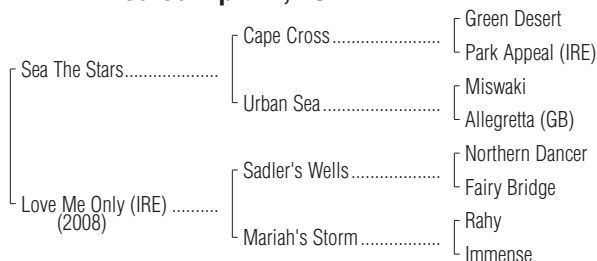 Green Desert
Cape Cross
Park Appeal (IRE)
Sea The Stars
Miswaki
Urban Sea
Allegretta (GB)
Northern Dancer
Sadler's Wells
Fairy Bridge
Love Me Only (IRE)
(2008)
Rahy
Mariah's Storm
Immense